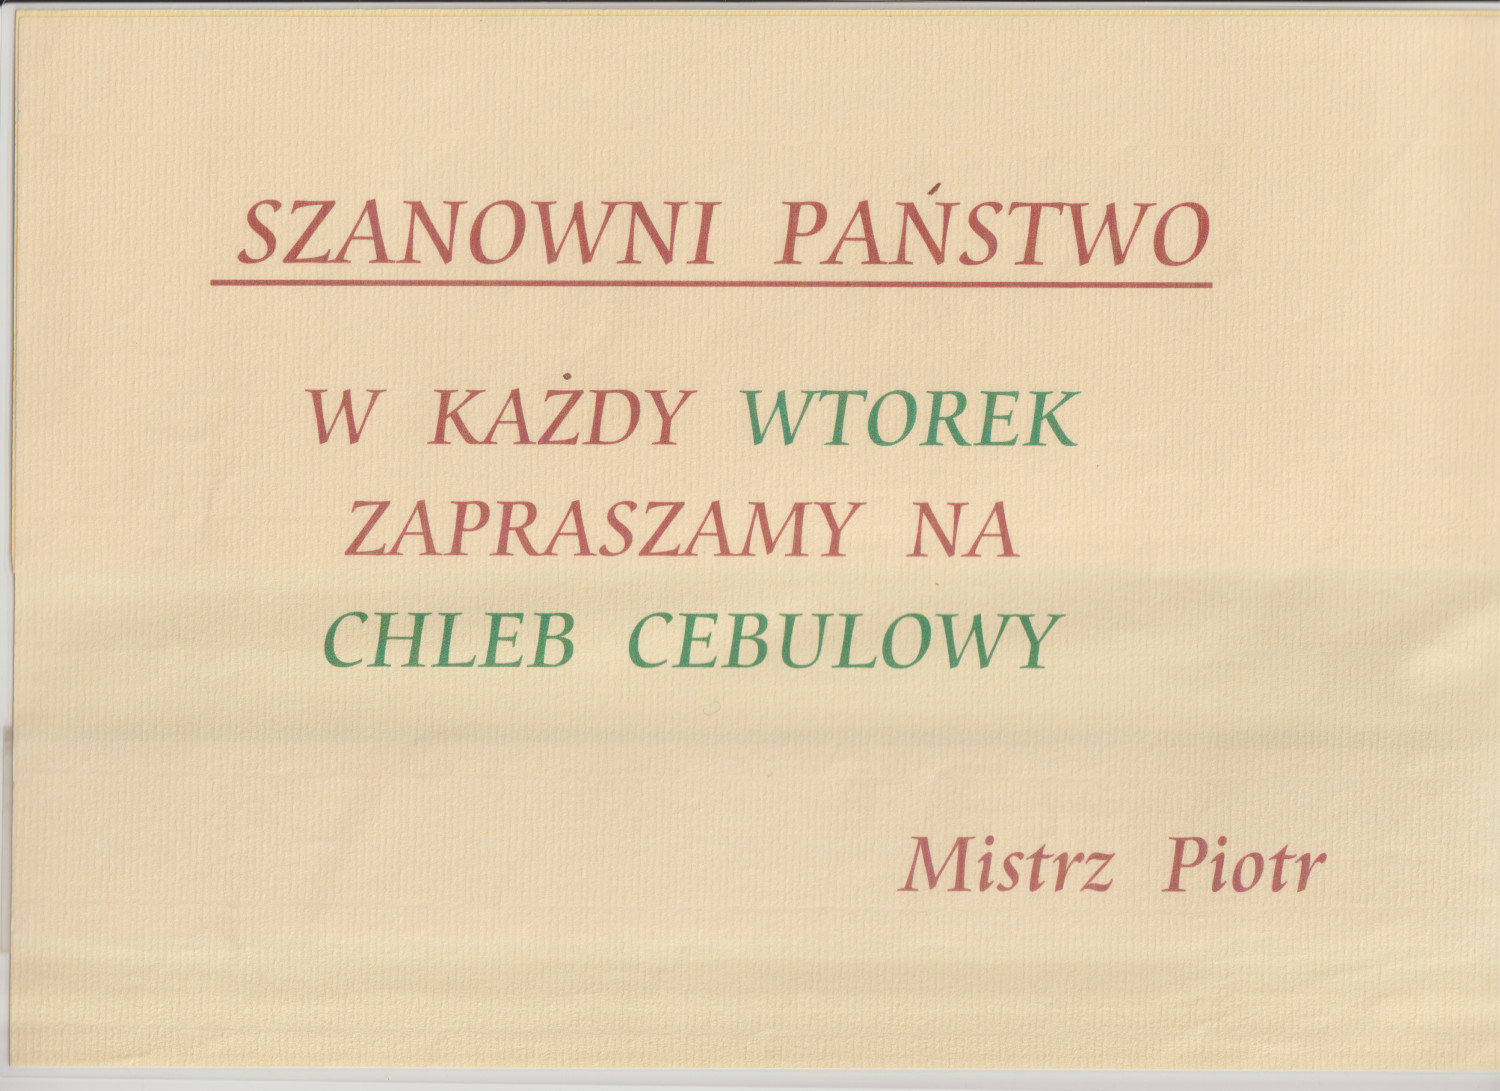 SZANOWNI PAŃSTWO
W KAŻDY WTOREK
ZAPRASZAMY NA
CHLEB CEBULOWY
Mistrz Piotr